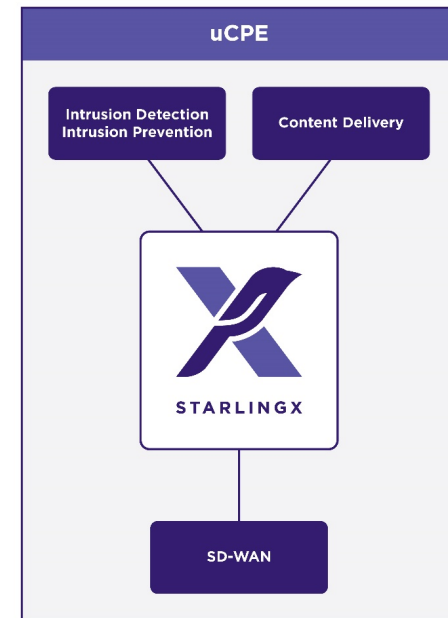 uCPE
Intrusion Detection
Intrusion Prevention
Content Delivery
STARLINGX
SD-WAN